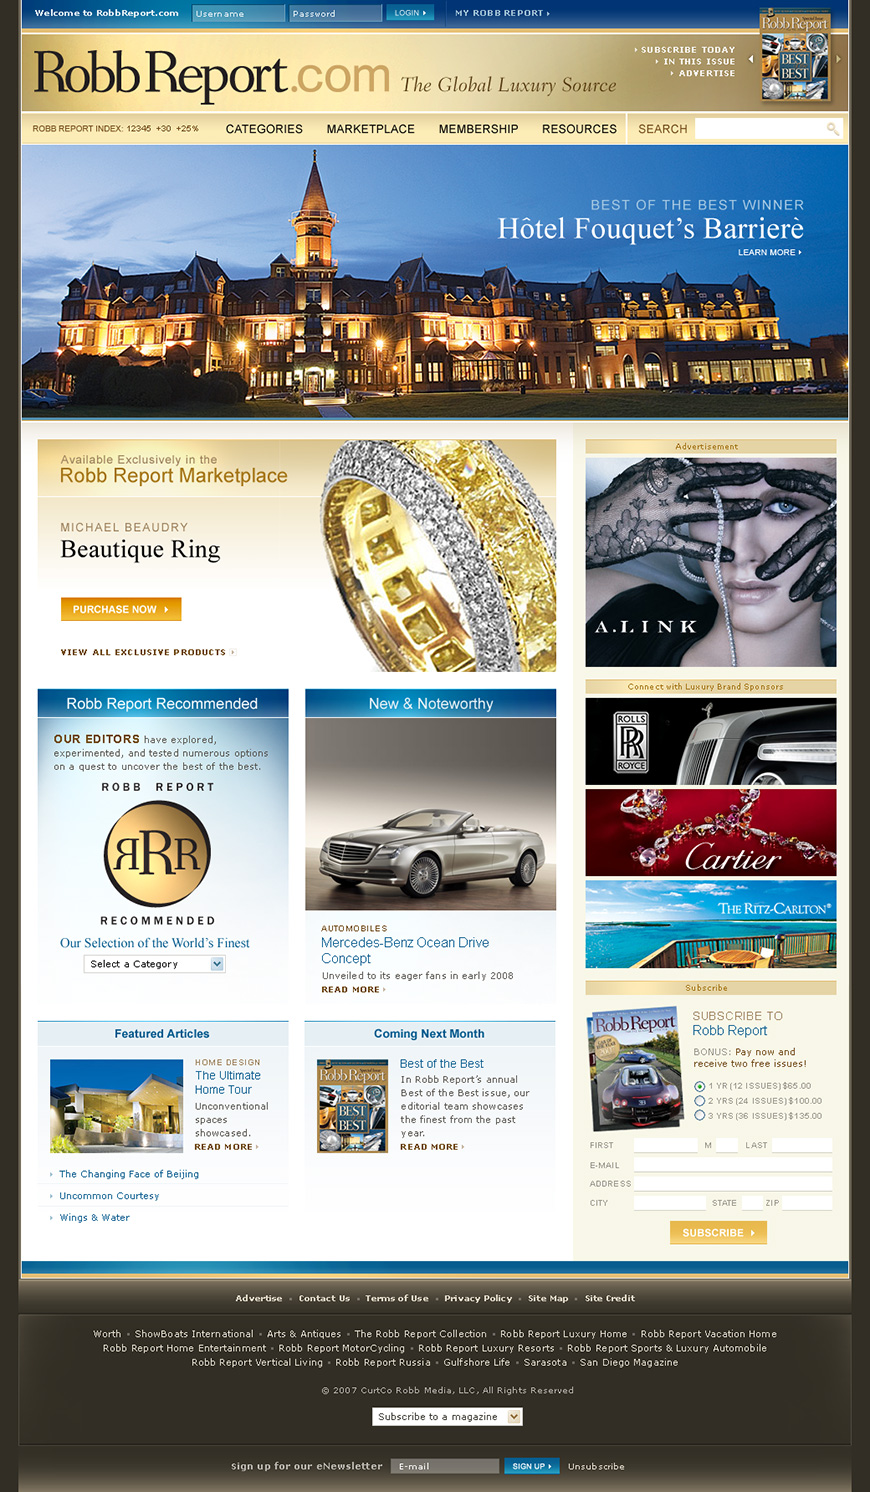 Welcome to RobbReport.com
Username
Password
LOGIN
MY ROBB REPORT
RobbReport.com
The Global Luxury Source
SUBSCRIBE TODAY
IN THIS ISSUE
ADVERTISE
RobbReport
BEST
OF THE
BEST
ROBB REPORT INDEX: 12345 +30 +25%
CATEGORIES
MARKETPLACE
MEMBERSHIP
RESOURCES
SEARCH
BEST OF THE BEST WINNER
Hôtel Fouquet's Barrierè
LEARN MORE
Available Exclusively in the
Robb Report Marketplace
MICHAEL BEAUDRY
Beautique Ring
PURCHASE NOW
VIEW ALL EXCLUSIVE PRODUCTS
Advertisement
A.LINK
Connect with Luxury Brand Sponsors
ROLLS
RR
ROYCE
Cartier
THE RITZ-CARLTON®
Robb Report Recommended
OUR EDITORS have explored,
experimented, and tested numerous options
on a quest to uncover the best of the best.
ROBB REPORT
RRR
RECOMMENDED
Our Selection of the World's Finest
Select a Category
New & Noteworthy
AUTOMOBILES
Mercedes-Benz Ocean Drive
Concept
Unveiled to its eager fans in early 2008
READ MORE
Featured Articles
HOME DESIGN
The Ultimate
Home Tour
Unconventional
spaces
showcased.
READ MORE
The Changing Face of Beijing
Uncommon Courtesy
Wings & Water
Coming Next Month
RobbReport
BEST
OF THE
BEST
Best of the Best
In Robb Report's annual
Best of the Best issue, our
editorial team showcases
the finest from the past
year.
READ MORE
Subscribe
RobbReport
SUBSCRIBE TO
Robb Report
BONUS: Pay now and
receive two free issues!
1 YR (12 ISSUES) $65.00
2 YRS (24 ISSUES) $100.00
3 YRS (36 ISSUES) $135.00
FIRST
M
LAST
E-MAIL
ADDRESS
CITY
STATE
ZIP
SUBSCRIBE
Advertise • Contact Us • Terms of Use • Privacy Policy • Site Map • Site Credit
Worth • ShowBoats International • Arts & Antiques • The Robb Report Collection • Robb Report Luxury Home • Robb Report Vacation Home
Robb Report Home Entertainment • Robb Report MotorCycling • Robb Report Luxury Resorts • Robb Report Sports & Luxury Automobile
Robb Report Vertical Living • Robb Report Russia • Gulfshore Life • Sarasota • San Diego Magazine
© 2007 CurtCo Robb Media, LLC, All Rights Reserved
Subscribe to a magazine
Sign up for our eNewsletter
E-mail
SIGN UP
Unsubscribe